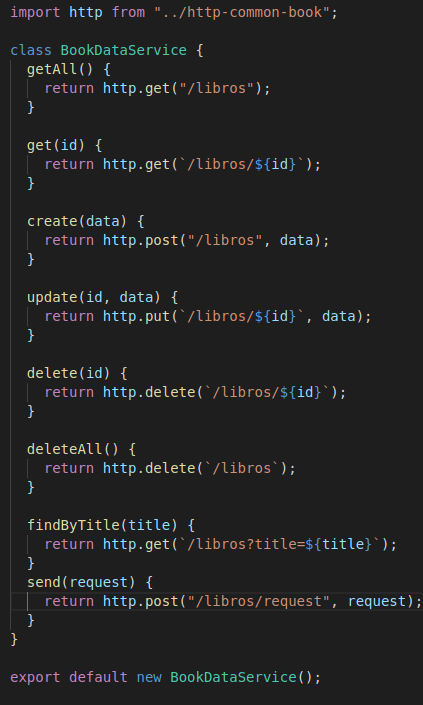 import http from "../http-common-book";

class BookDataService {
  getAll() {
    return http.get("/libros");
  }

  get(id) {
    return http.get(`/libros/${id}`);
  }

  create(data) {
    return http.post("/libros", data);
  }

  update(id, data) {
    return http.put(`/libros/${id}`, data);
  }

  delete(id) {
    return http.delete(`/libros/${id}`);
  }

  deleteAll() {
    return http.delete(`/libros`);
  }

  findByTitle(title) {
    return http.get(`/libros?title=${title}`);
  }
  send(request) {
    return http.post("/libros/request", request);
  }
}

export default new BookDataService();